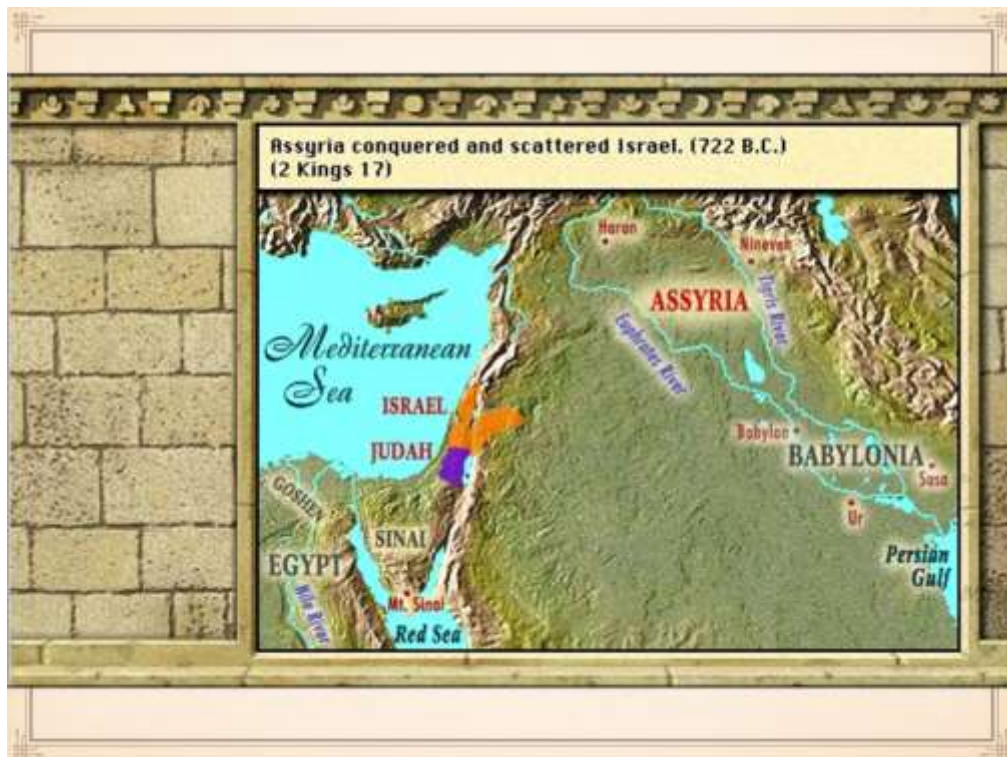 Assyria conquered and scattered Israel. (722 B.C.)
(2 Kings 17)
Haran
Nineveh
ASSYRIA
Tigris River
Euphrates River
Mediterranean
Sea
ISRAEL
JUDAH
Babylon
BABYLONIA
Susa
Ur
GOSHEN
SINAI
EGYPT
Persian
Gulf
Nile River
Mt. Sinai
Red Sea